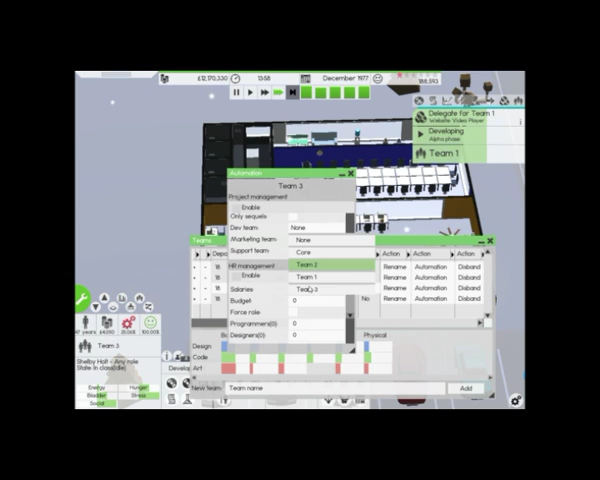 £12,170,330
13:58
December 1977
188,593
Delegate for Team 1
Website Video Player
Developing
Alpha phase
Team 1
Automation
Team 3
Project management
Enable
Only sequels
Dev team
None
Marketing team
None
Support team
Core
Team 2
HR management
Enable
Team 1
Salaries
Team 3
Budget:
0
Force role:
Programmers(0)
0
Designers(0)
0
Teams
Action
Action
Action
Rename
Automation
Disband
Rename
Automation
Disband
Rename
Automation
Disband
No
Rename
Automation
Disband
Physical
Design
Code
Art
New team:
Team name
Add
Team 3
Shelby Holt - Any role
Energy
Hunger
Bladder
Stress
Social